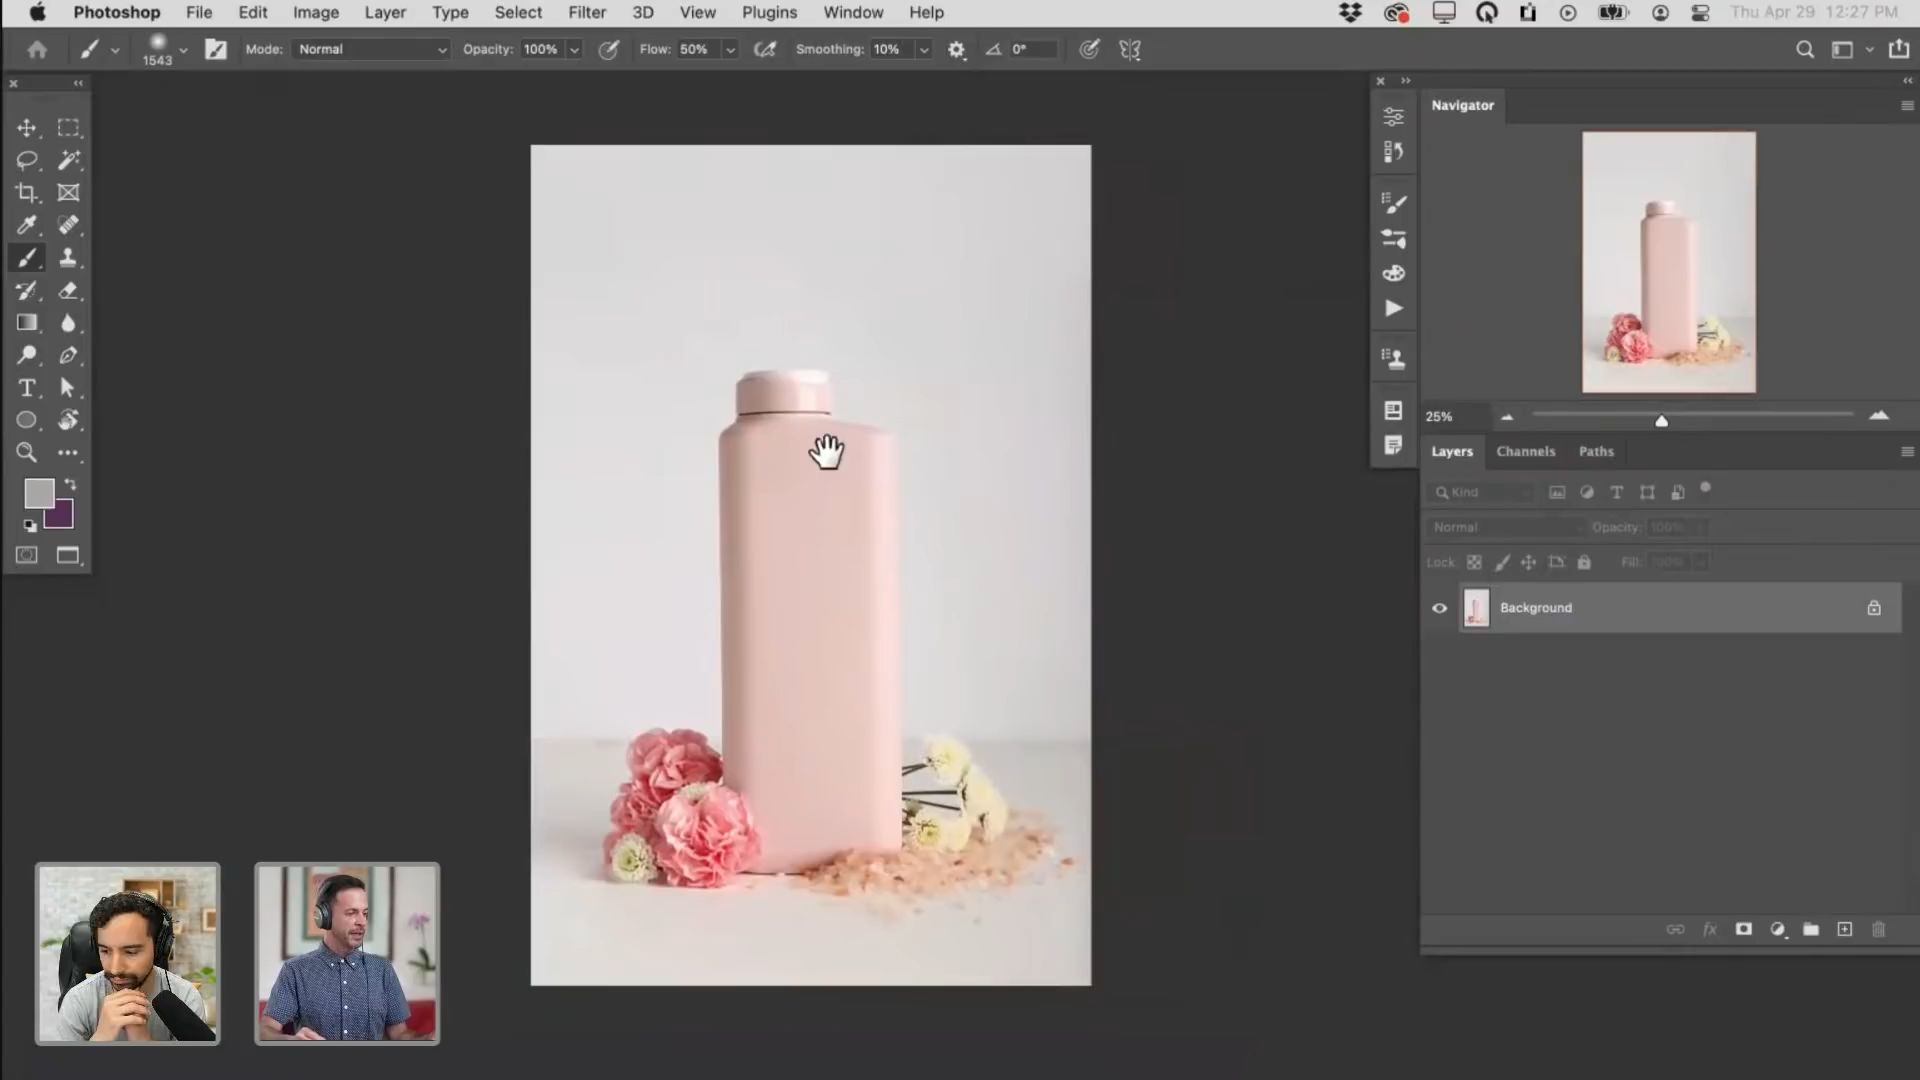 Photoshop File Edit Image Layer Type Select Filter 3D View Plugins Window Help Thu Apr 29 12:27 PM
1543 Mode: Normal Opacity: 100% Flow: 50% Smoothing: 10% 0°
Navigator
25%
Layers Channels Paths
Kind
Normal Opacity: 100%
Lock: Fill: 100%
Background